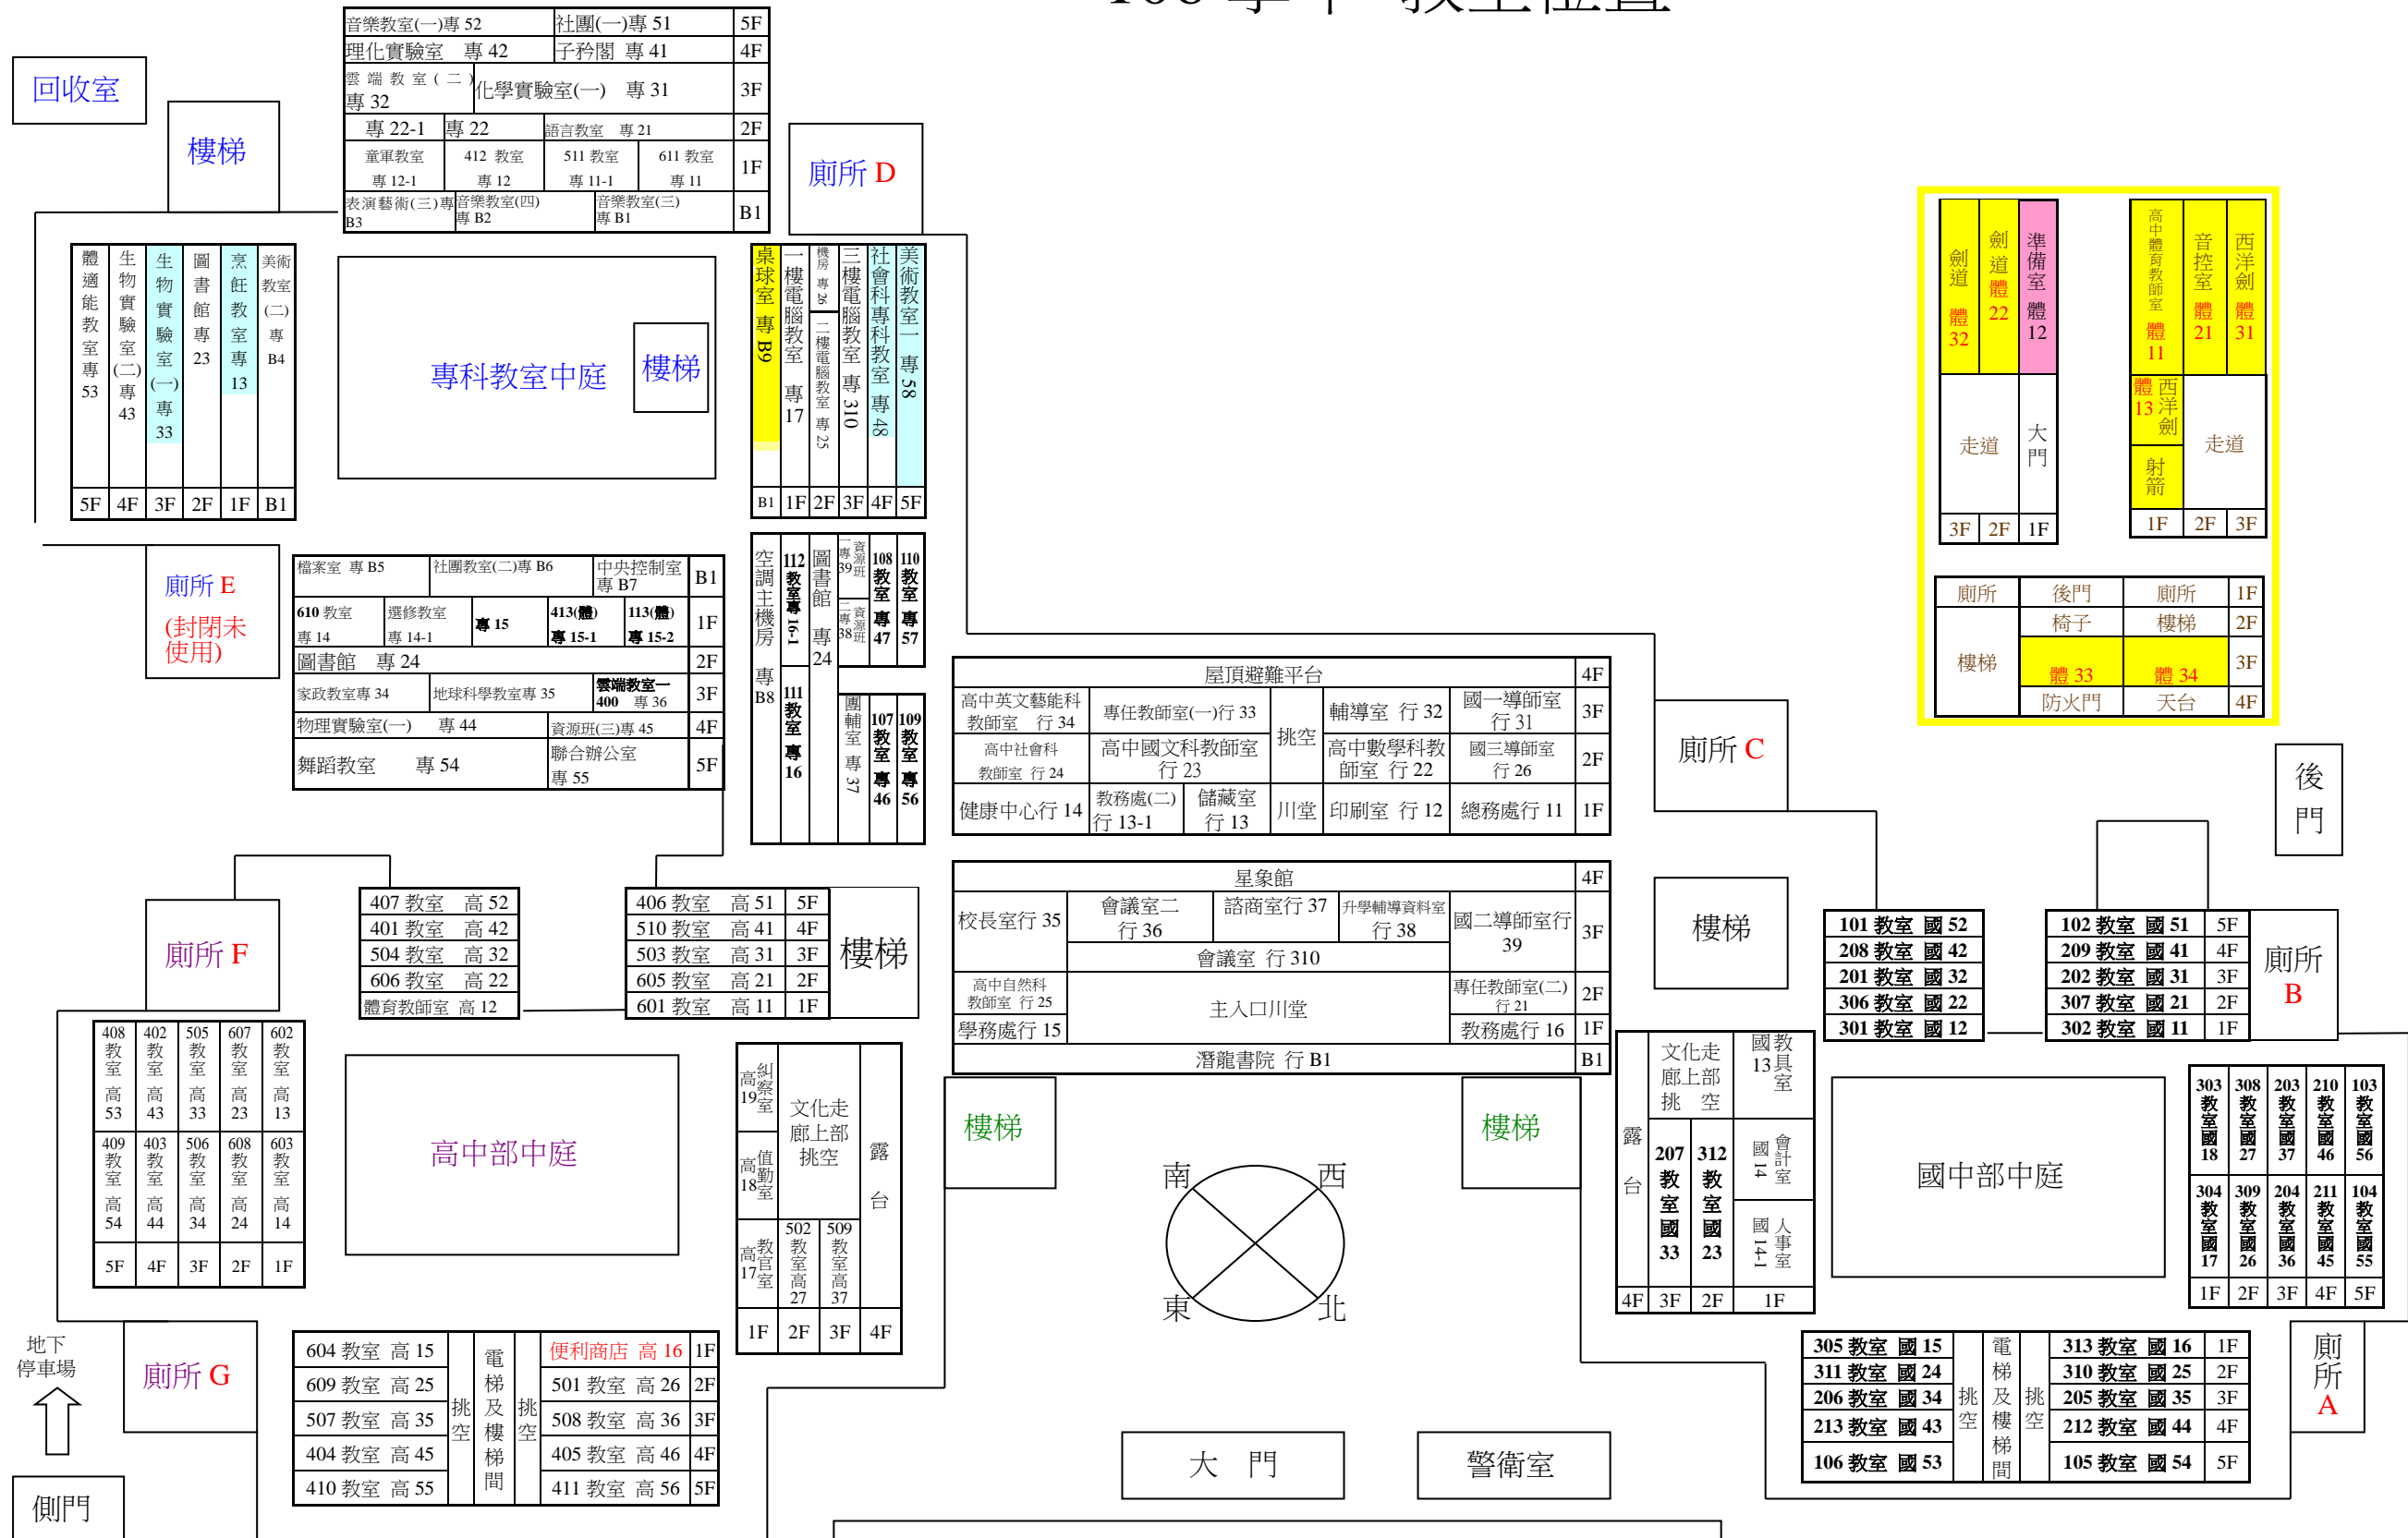 音樂教室(一)專 52 社團(一)專 51 5F
理化實驗室 專 42 子矜閣 專 41 4F
雲端教室(二)專 32 化學實驗室(一) 專 31 3F
專 22-1 專 22 語言教室 專 21 2F
童軍教室 專 12-1 412 教室 專 12 511 教室 專 11-1 611 教室 專 11 1F
表演藝術(三)專 B3 音樂教室(四) 專 B2 音樂教室(三) 專 B1 B1
回收室
樓梯
廁所 D
體適能教室專 53 5F
生物實驗室(二)專 43 4F
生物實驗室(一)專 33 3F
圖書館專 23 2F
烹飪教室專 13 1F
美術教室(二)專 B4 B1
專科教室中庭
樓梯
桌球室 專 B9 B1
一樓電腦教室 專 17 1F
機房 專 26 二樓電腦教室 專 25 2F
三樓電腦教室 專 310 3F
社會科專科教室 專 48 4F
美術教室一 專 58 5F
劍道 體 32 3F
劍道 體 22 2F
準備室 體 12 1F
走道
大門
高中體育教師室 體 11
音控室 體 21
西洋劍 體 31
體 13 西洋劍
射箭
走道
1F 2F 3F
廁所 後門 廁所 1F
樓梯 椅子 樓梯 2F
體 33 體 34 3F
防火門 天台 4F
廁所 E
(封閉未使用)
檔案室 專 B5 社團教室(二)專 B6 中央控制室 專 B7 B1
610 教室 專 14 選修教室 專 14-1 專 15 413(體) 專 15-1 113(體) 專 15-2 1F
圖書館 專 24 2F
家政教室專 34 地球科學教室專 35 雲端教室一 400 專 36 3F
物理實驗室(一) 專 44 資源班(三)專 45 4F
舞蹈教室 專 54 聯合辦公室 專 55 5F
空調主機房 專 B8
112 教室專 16-1
111 教室 專 16
圖書館 專 24
資源班一專 39
資源班二專 38
團輔室 專 37
108 教室 專 47
110 教室 專 57
107 教室 專 46
109 教室 專 56
屋頂避難平台 4F
高中英文藝能科教師室 行 34 專任教師室(一)行 33 挑空 輔導室 行 32 國一導師室 行 31 3F
高中社會科教師室 行 24 高中國文科教師室 行 23 高中數學科教師室 行 22 國三導師室 行 26 2F
健康中心行 14 教務處(二) 行 13-1 儲藏室 行 13 川堂 印刷室 行 12 總務處行 11 1F
廁所 C
後門
星象館 4F
校長室行 35 會議室二 行 36 諮商室行 37 升學輔導資料室 行 38 國二導師室行 39 3F
會議室 行 310
高中自然科教師室 行 25 主入口川堂 專任教師室(二) 行 21 2F
學務處行 15 教務處行 16 1F
潛龍書院 行 B1 B1
樓梯
廁所 F
407 教室 高 52
401 教室 高 42
504 教室 高 32
606 教室 高 22
體育教師室 高 12
406 教室 高 51 5F
510 教室 高 41 4F
503 教室 高 31 3F
605 教室 高 21 2F
601 教室 高 11 1F
樓梯
101 教室 國 52
208 教室 國 42
201 教室 國 32
306 教室 國 22
301 教室 國 12
102 教室 國 51 5F
209 教室 國 41 4F
202 教室 國 31 3F
307 教室 國 21 2F
302 教室 國 11 1F
廁所 B
408 教室 高 53
402 教室 高 43
505 教室 高 33
607 教室 高 23
602 教室 高 13
409 教室 高 54
403 教室 高 44
506 教室 高 34
608 教室 高 24
603 教室 高 14
5F 4F 3F 2F 1F
高中部中庭
糾察室 高 19
值勤室 高 18
教官室 高 17
文化走廊上部挑空
502 教室高 27
509 教室高 37
露台
1F 2F 3F 4F
樓梯
樓梯
南 西
東 北
露台
文化走廊上部挑空
207 教室國 33
312 教室國 23
教具室 國 13
會計室 國 14
人事室 國 14-1
4F 3F 2F 1F
國中部中庭
303 教室國 18
308 教室國 27
203 教室國 37
210 教室國 46
103 教室國 56
304 教室國 17
309 教室國 26
204 教室國 36
211 教室國 45
104 教室國 55
1F 2F 3F 4F 5F
地下停車場
廁所 G
側門
604 教室 高 15 便利商店 高 16 1F
609 教室 高 25 501 教室 高 26 2F
507 教室 高 35 508 教室 高 36 3F
404 教室 高 45 405 教室 高 46 4F
410 教室 高 55 411 教室 高 56 5F
挑空 電梯及樓梯間 挑空
大 門
警衛室
305 教室 國 15 313 教室 國 16 1F
311 教室 國 24 310 教室 國 25 2F
206 教室 國 34 205 教室 國 35 3F
213 教室 國 43 212 教室 國 44 4F
106 教室 國 53 105 教室 國 54 5F
挑空 電梯及樓梯間 挑空
廁所 A